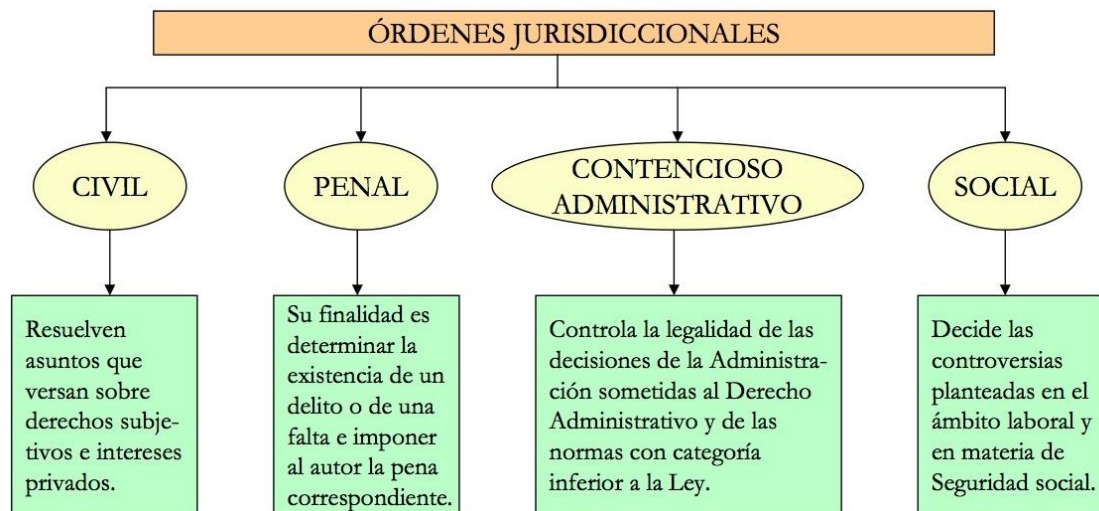 ÓRDENES JURISDICCIONALES
CIVIL
PENAL
CONTENCIOSO
ADMINISTRATIVO
SOCIAL
Resuelven
asuntos que
versan sobre
derechos subje-
tivos e intereses
privados.
Su finalidad es
determinar la
existencia de un
delito o de una
falta e imponer
al autor la pena
correspondiente.
Controla la legalidad de las
decisiones de la Administra-
ción sometidas al Derecho
Administrativo y de las
normas con categoría
inferior a la Ley.
Decide las
controversias
planteadas en el
ámbito laboral y
en materia de
Seguridad social.